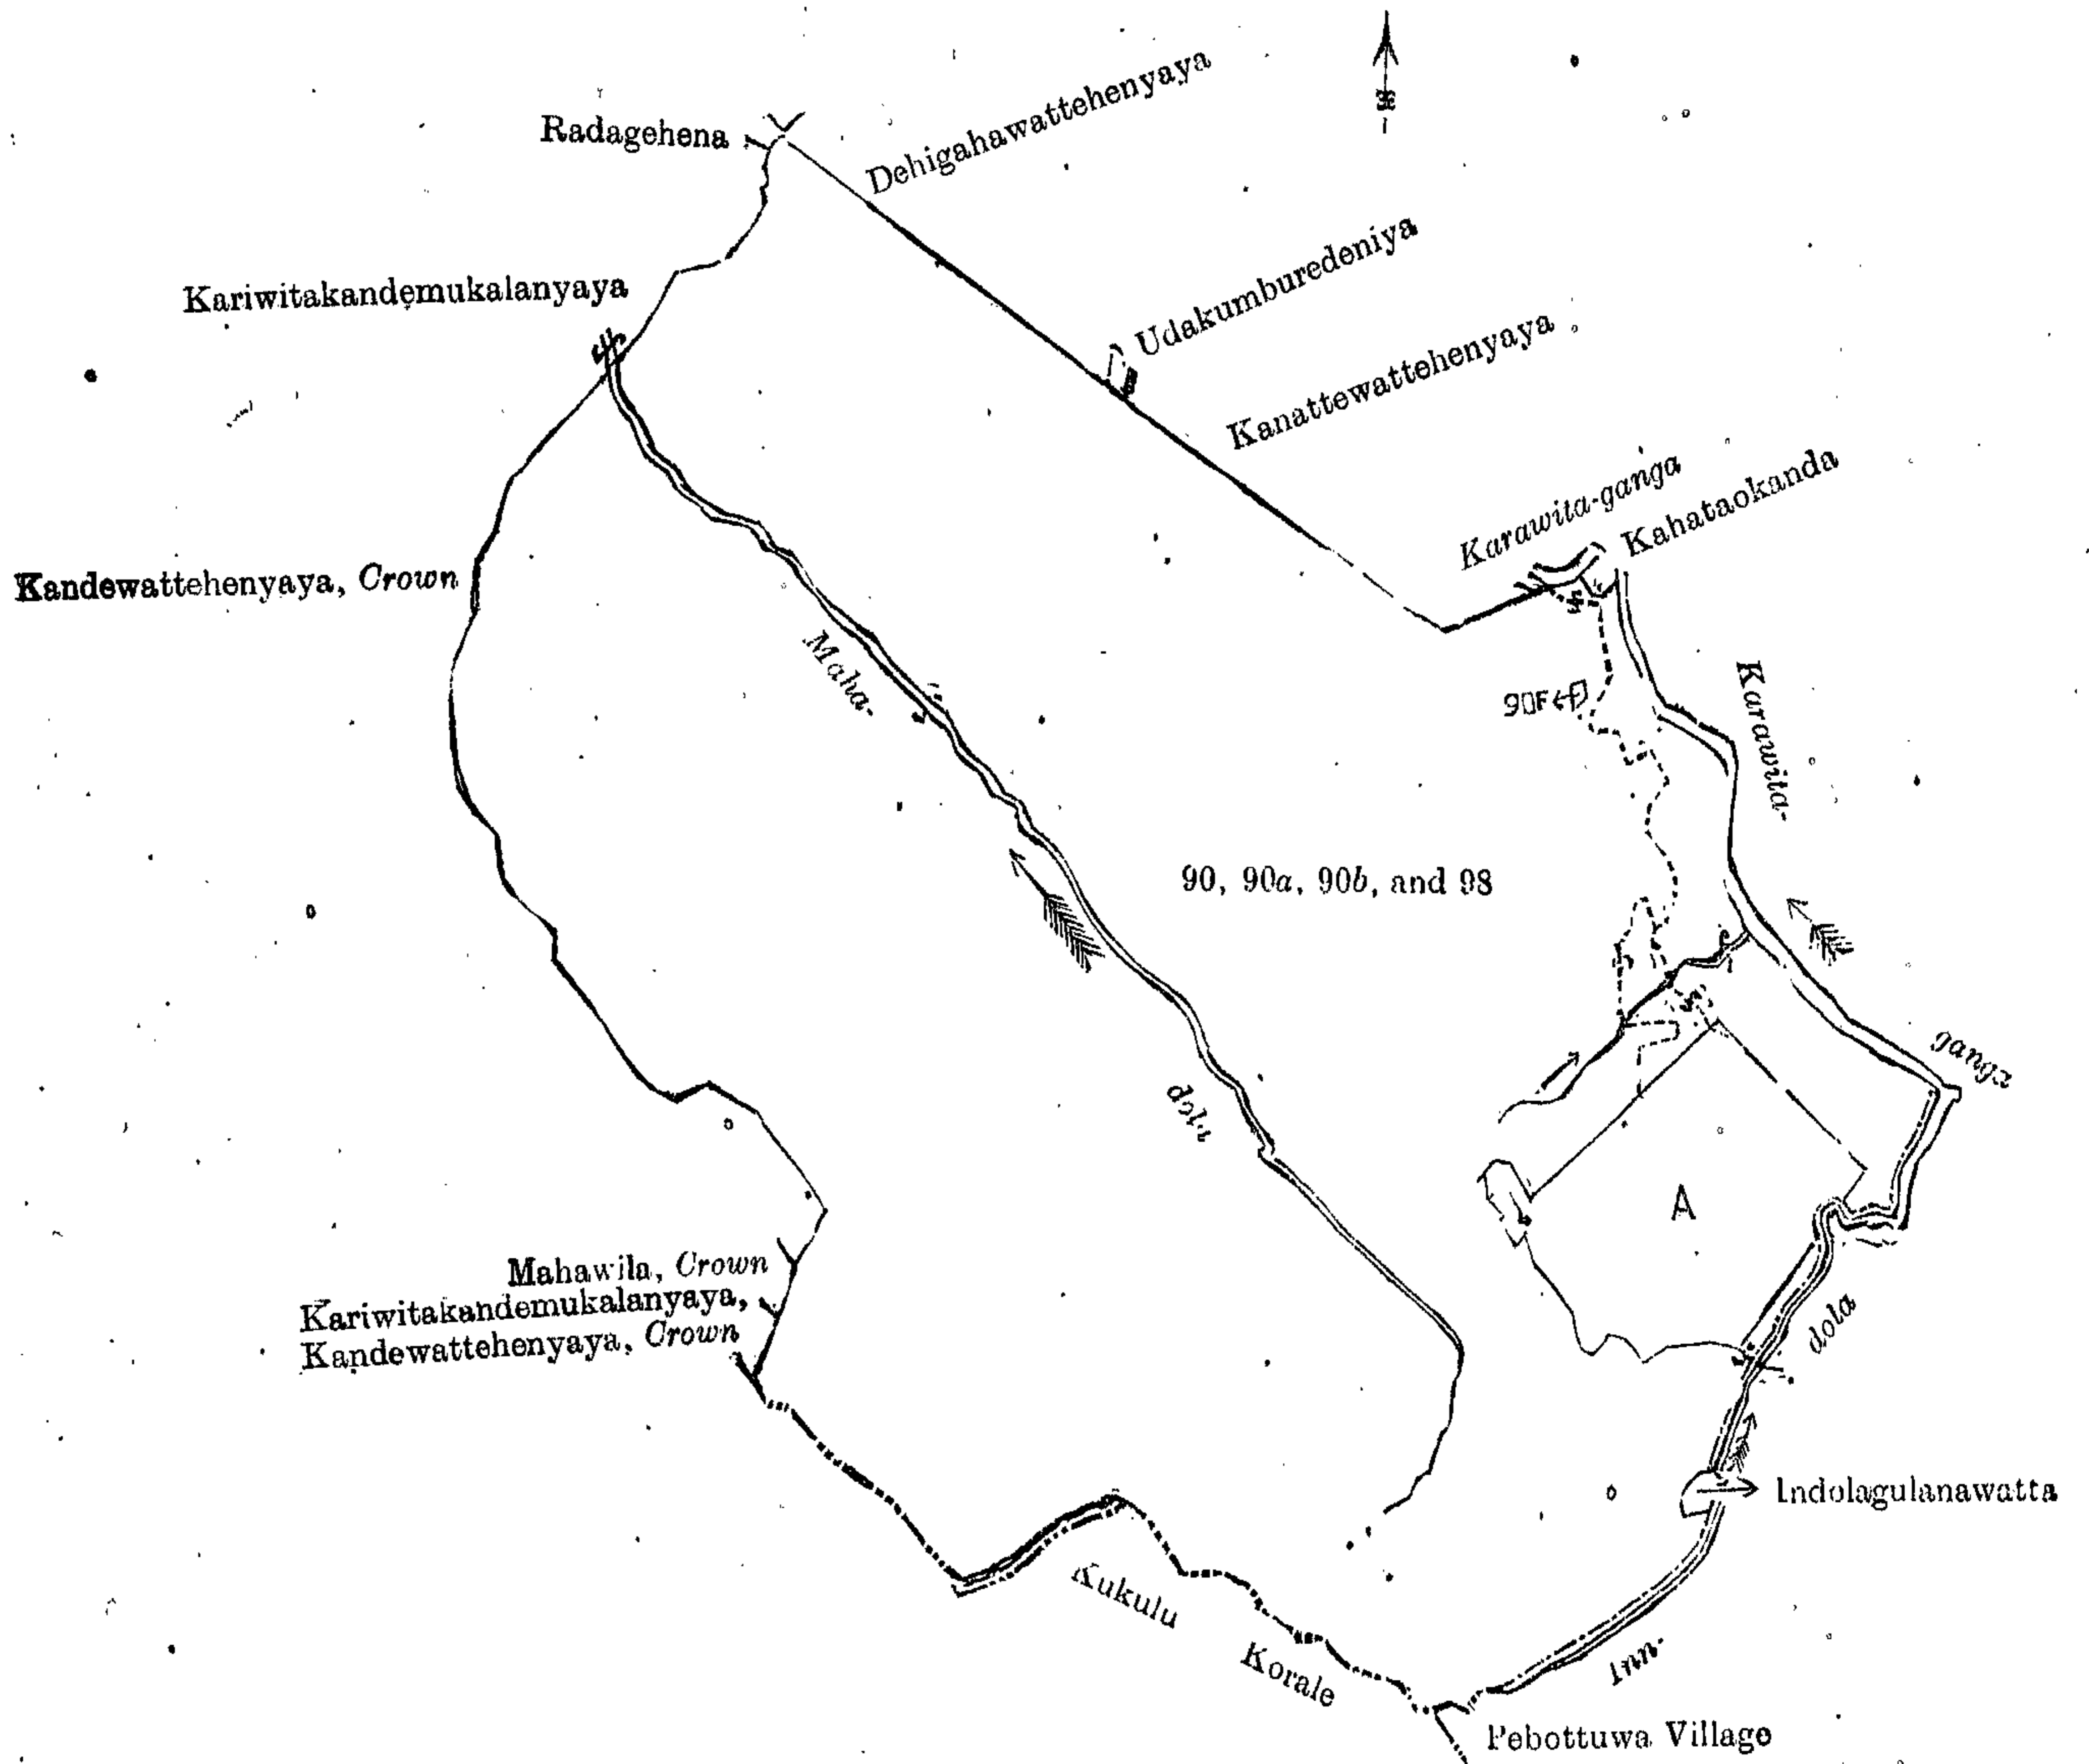 Radagehena
Dehigahawattehenyaya
Kariwitakandemukalanyaya
Udakumburedeniya
Kanattewattehenyaya
Karawita-ganga
Kahataokanda
Kandewattehenyaya, Crown
Maha-
90F
Karawita-
90, 90a, 90b, and 98
ganga
dola
A
Mahawila, Crown
Kariwitakandemukalanyaya,
Kandewattehenyaya, Crown
dola
Indolagulanawatta
Kukulu
Korale
Inn-
Pebottuwa Village